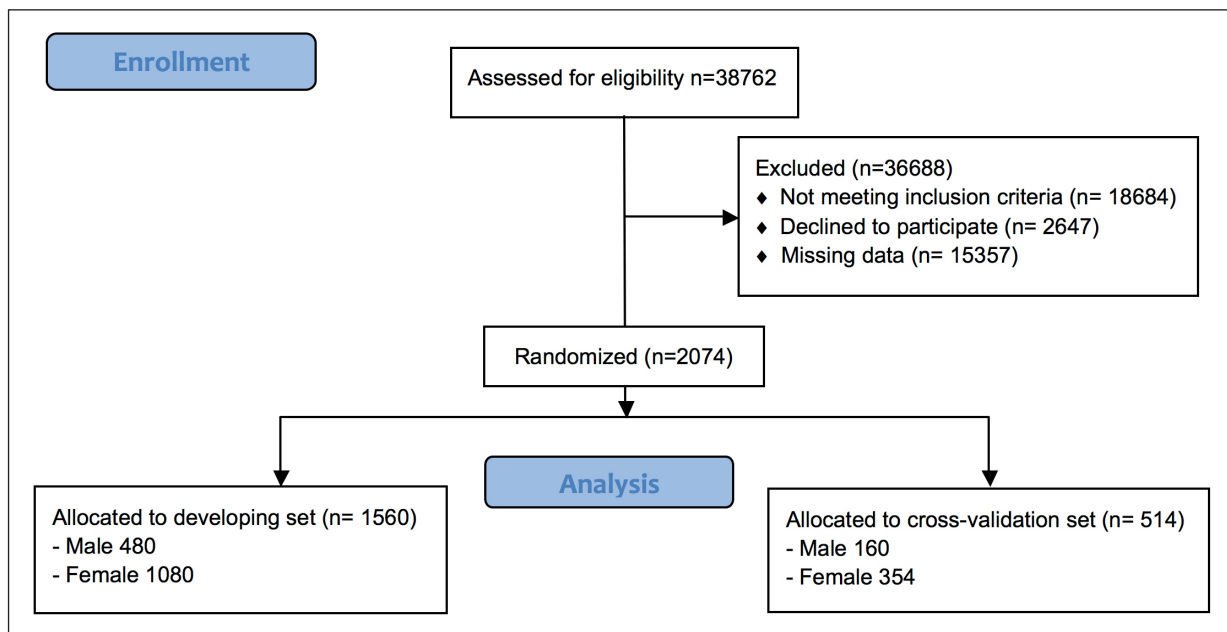 Enrollment
Assessed for eligibility n=38762
Excluded (n=36688)
♦ Not meeting inclusion criteria (n= 18684)
♦ Declined to participate (n= 2647)
♦ Missing data (n= 15357)
Randomized (n=2074)
Analysis
Allocated to developing set (n= 1560)
- Male 480
- Female 1080
Allocated to cross-validation set (n= 514)
- Male 160
- Female 354